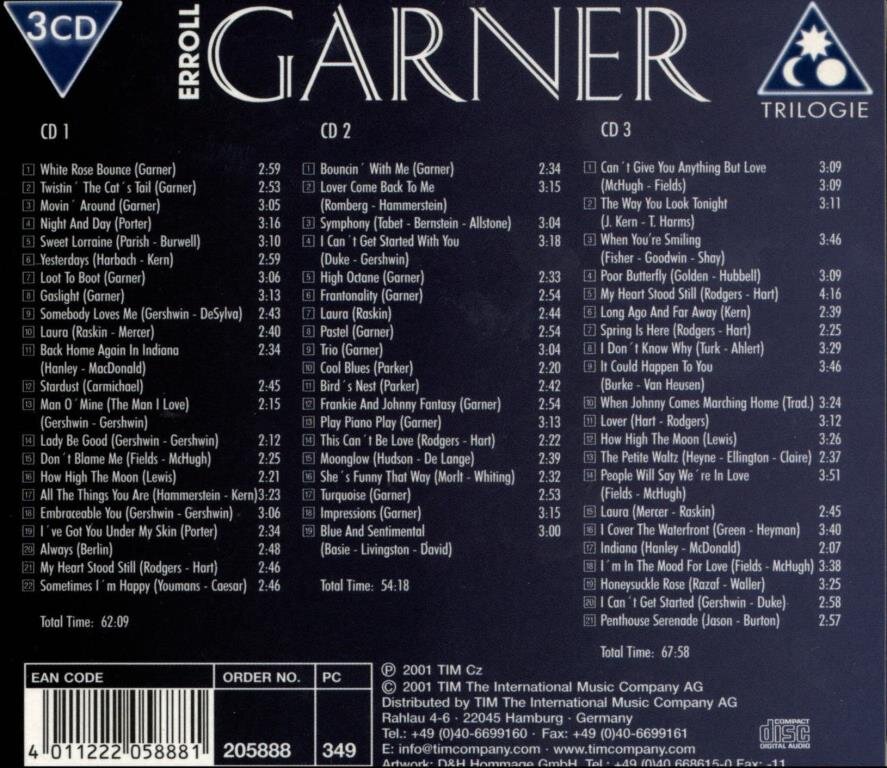 3CD
ERROLL
GARNER
TRILOGIE
CD 1
1 White Rose Bounce (Garner) 2:59
2 Twistin´ The Cat´s Tail (Garner) 2:53
3 Movin´ Around (Garner) 3:05
4 Night And Day (Porter) 3:16
5 Sweet Lorraine (Parish - Burwell) 3:10
6 Yesterdays (Harbach - Kern) 2:59
7 Loot To Boot (Garner) 3:06
8 Gaslight (Garner) 3:13
9 Somebody Loves Me (Gershwin - DeSylva) 2:43
10 Laura (Raskin - Mercer) 2:40
11 Back Home Again In Indiana 2:34
(Hanley - MacDonald)
12 Stardust (Carmichael) 2:45
13 Man O´Mine (The Man I Love) 2:15
(Gershwin - Gershwin)
14 Lady Be Good (Gershwin - Gershwin) 2:12
15 Don´t Blame Me (Fields - McHugh) 2:25
16 How High The Moon (Lewis) 2:21
17 All The Things You Are (Hammerstein - Kern) 3:23
18 Embraceable You (Gershwin - Gershwin) 3:06
19 I´ve Got You Under My Skin (Porter) 2:34
20 Always (Berlin) 2:48
21 My Heart Stood Still (Rodgers - Hart) 2:46
22 Sometimes I´m Happy (Youmans - Caesar) 2:46
Total Time: 62:09
CD 2
1 Bouncin´ With Me (Garner) 2:34
2 Lover Come Back To Me 3:15
(Romberg - Hammerstein)
3 Symphony (Tabet - Bernstein - Allstone) 3:04
4 I Can´t Get Started With You 3:18
(Duke - Gershwin)
5 High Octane (Garner) 2:33
6 Frantonality (Garner) 2:54
7 Laura (Raskin) 2:44
8 Pastel (Garner) 2:54
9 Trio (Garner) 3:04
10 Cool Blues (Parker) 2:20
11 Bird´s Nest (Parker) 2:42
12 Frankie And Johnny Fantasy (Garner) 2:54
13 Play Piano Play (Garner) 3:13
14 This Can´t Be Love (Rodgers - Hart) 2:22
15 Moonglow (Hudson - De Lange) 2:39
16 She´s Funny That Way (Morlt - Whiting) 2:32
17 Turquoise (Garner) 2:53
18 Impressions (Garner) 3:15
19 Blue And Sentimental 3:00
(Basie - Livingston - David)
Total Time: 54:18
CD 3
1 Can´t Give You Anything But Love 3:09
(McHugh - Fields) 3:09
2 The Way You Look Tonight 3:11
(J. Kern - T. Harms)
3 When You're Smiling 3:46
(Fisher - Goodwin - Shay)
4 Poor Butterfly (Golden - Hubbell) 3:09
5 My Heart Stood Still (Rodgers - Hart) 4:16
6 Long Ago And Far Away (Kern) 2:39
7 Spring Is Here (Rodgers - Hart) 2:25
8 I Don´t Know Why (Turk - Ahlert) 3:29
9 It Could Happen To You 3:46
(Burke - Van Heusen)
10 When Johnny Comes Marching Home (Trad.) 3:24
11 Lover (Hart - Rodgers) 3:12
12 How High The Moon (Lewis) 3:26
13 The Petite Waltz (Heyne - Ellington - Claire) 2:37
14 People Will Say We´re In Love 3:51
(Fields - McHugh)
15 Laura (Mercer - Raskin) 2:45
16 I Cover The Waterfront (Green - Heyman) 3:40
17 Indiana (Hanley - McDonald) 2:07
18 I´m In The Mood For Love (Fields - McHugh) 3:38
19 Honeysuckle Rose (Razaf - Waller) 3:25
20 I Can´t Get Started (Gershwin - Duke) 2:58
21 Penthouse Serenade (Jason - Burton) 2:57
Total Time: 67:58
EAN CODE ORDER NO. PC
4 011222 058881 205888 349
℗ 2001 TIM Cz
© 2001 TIM The International Music Company AG
Distributed by TIM The International Music Company AG
Rahlau 4-6 · 22045 Hamburg · Germany
Tel.: +49 (0)40-6699160 · Fax: +49 (0)40-6699161
E: info@timcompany.com · www.timcompany.com
Artwork: D&H Hommage GmbH, Tel.: +49 (0)40 668615-0 Fax: -11
COMPACT
disc
DIGITAL AUDIO